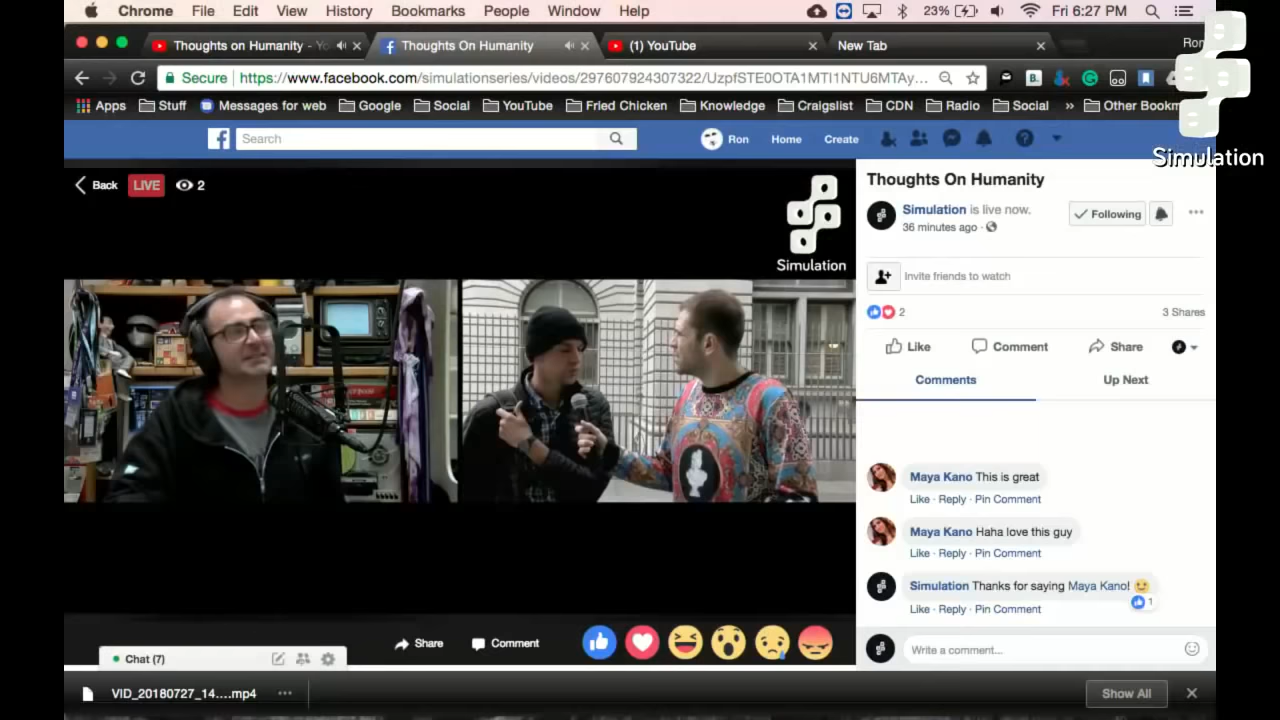 Chrome File Edit View History Bookmarks People Window Help 23% Fri 6:27 PM
Thoughts on Humanity - Yo
Thoughts On Humanity
(1) YouTube
New Tab
Ron
Secure https://www.facebook.com/simulationseries/videos/297607924307322/UzpfSTE0OTA1MTI1NTU6MTAy...
Apps Stuff Messages for web Google Social YouTube Fried Chicken Knowledge Craigslist CDN Radio Social » Other Bookm
Simulation
Search Ron Home Create
Back LIVE 2
Simulation
Thoughts On Humanity
Simulation is live now.
36 minutes ago
Following
Invite friends to watch
2 3 Shares
Like Comment Share
Comments Up Next
Maya Kano This is great
Like · Reply · Pin Comment
Maya Kano Haha love this guy
Like · Reply · Pin Comment
Simulation Thanks for saying Maya Kano!
1
Like · Reply · Pin Comment
Write a comment...
Share Comment
Chat (7)
VID_20180727_14....mp4
Show All